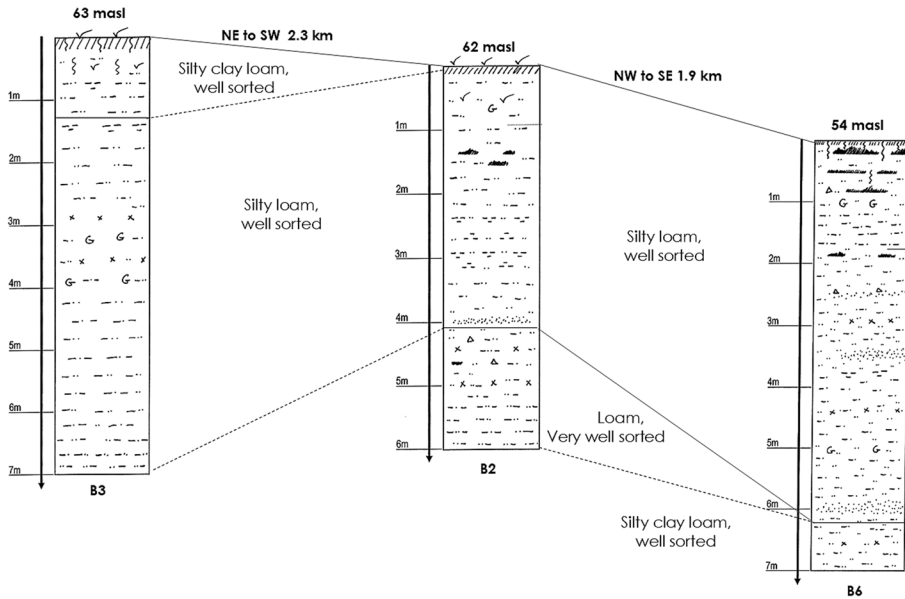 63 masl
NE to SW 2.3 km
62 masl
NW to SE 1.9 km
54 masl
Silty clay loam,
well sorted
1m
2m
3m
4m
5m
6m
7m
B3
Silty loam,
well sorted
G
G
G
G
1m
2m
3m
4m
5m
6m
B2
G
Silty loam,
well sorted
Loam,
Very well sorted
Silty clay loam,
well sorted
1m
2m
3m
4m
5m
6m
7m
B6
G G
G G